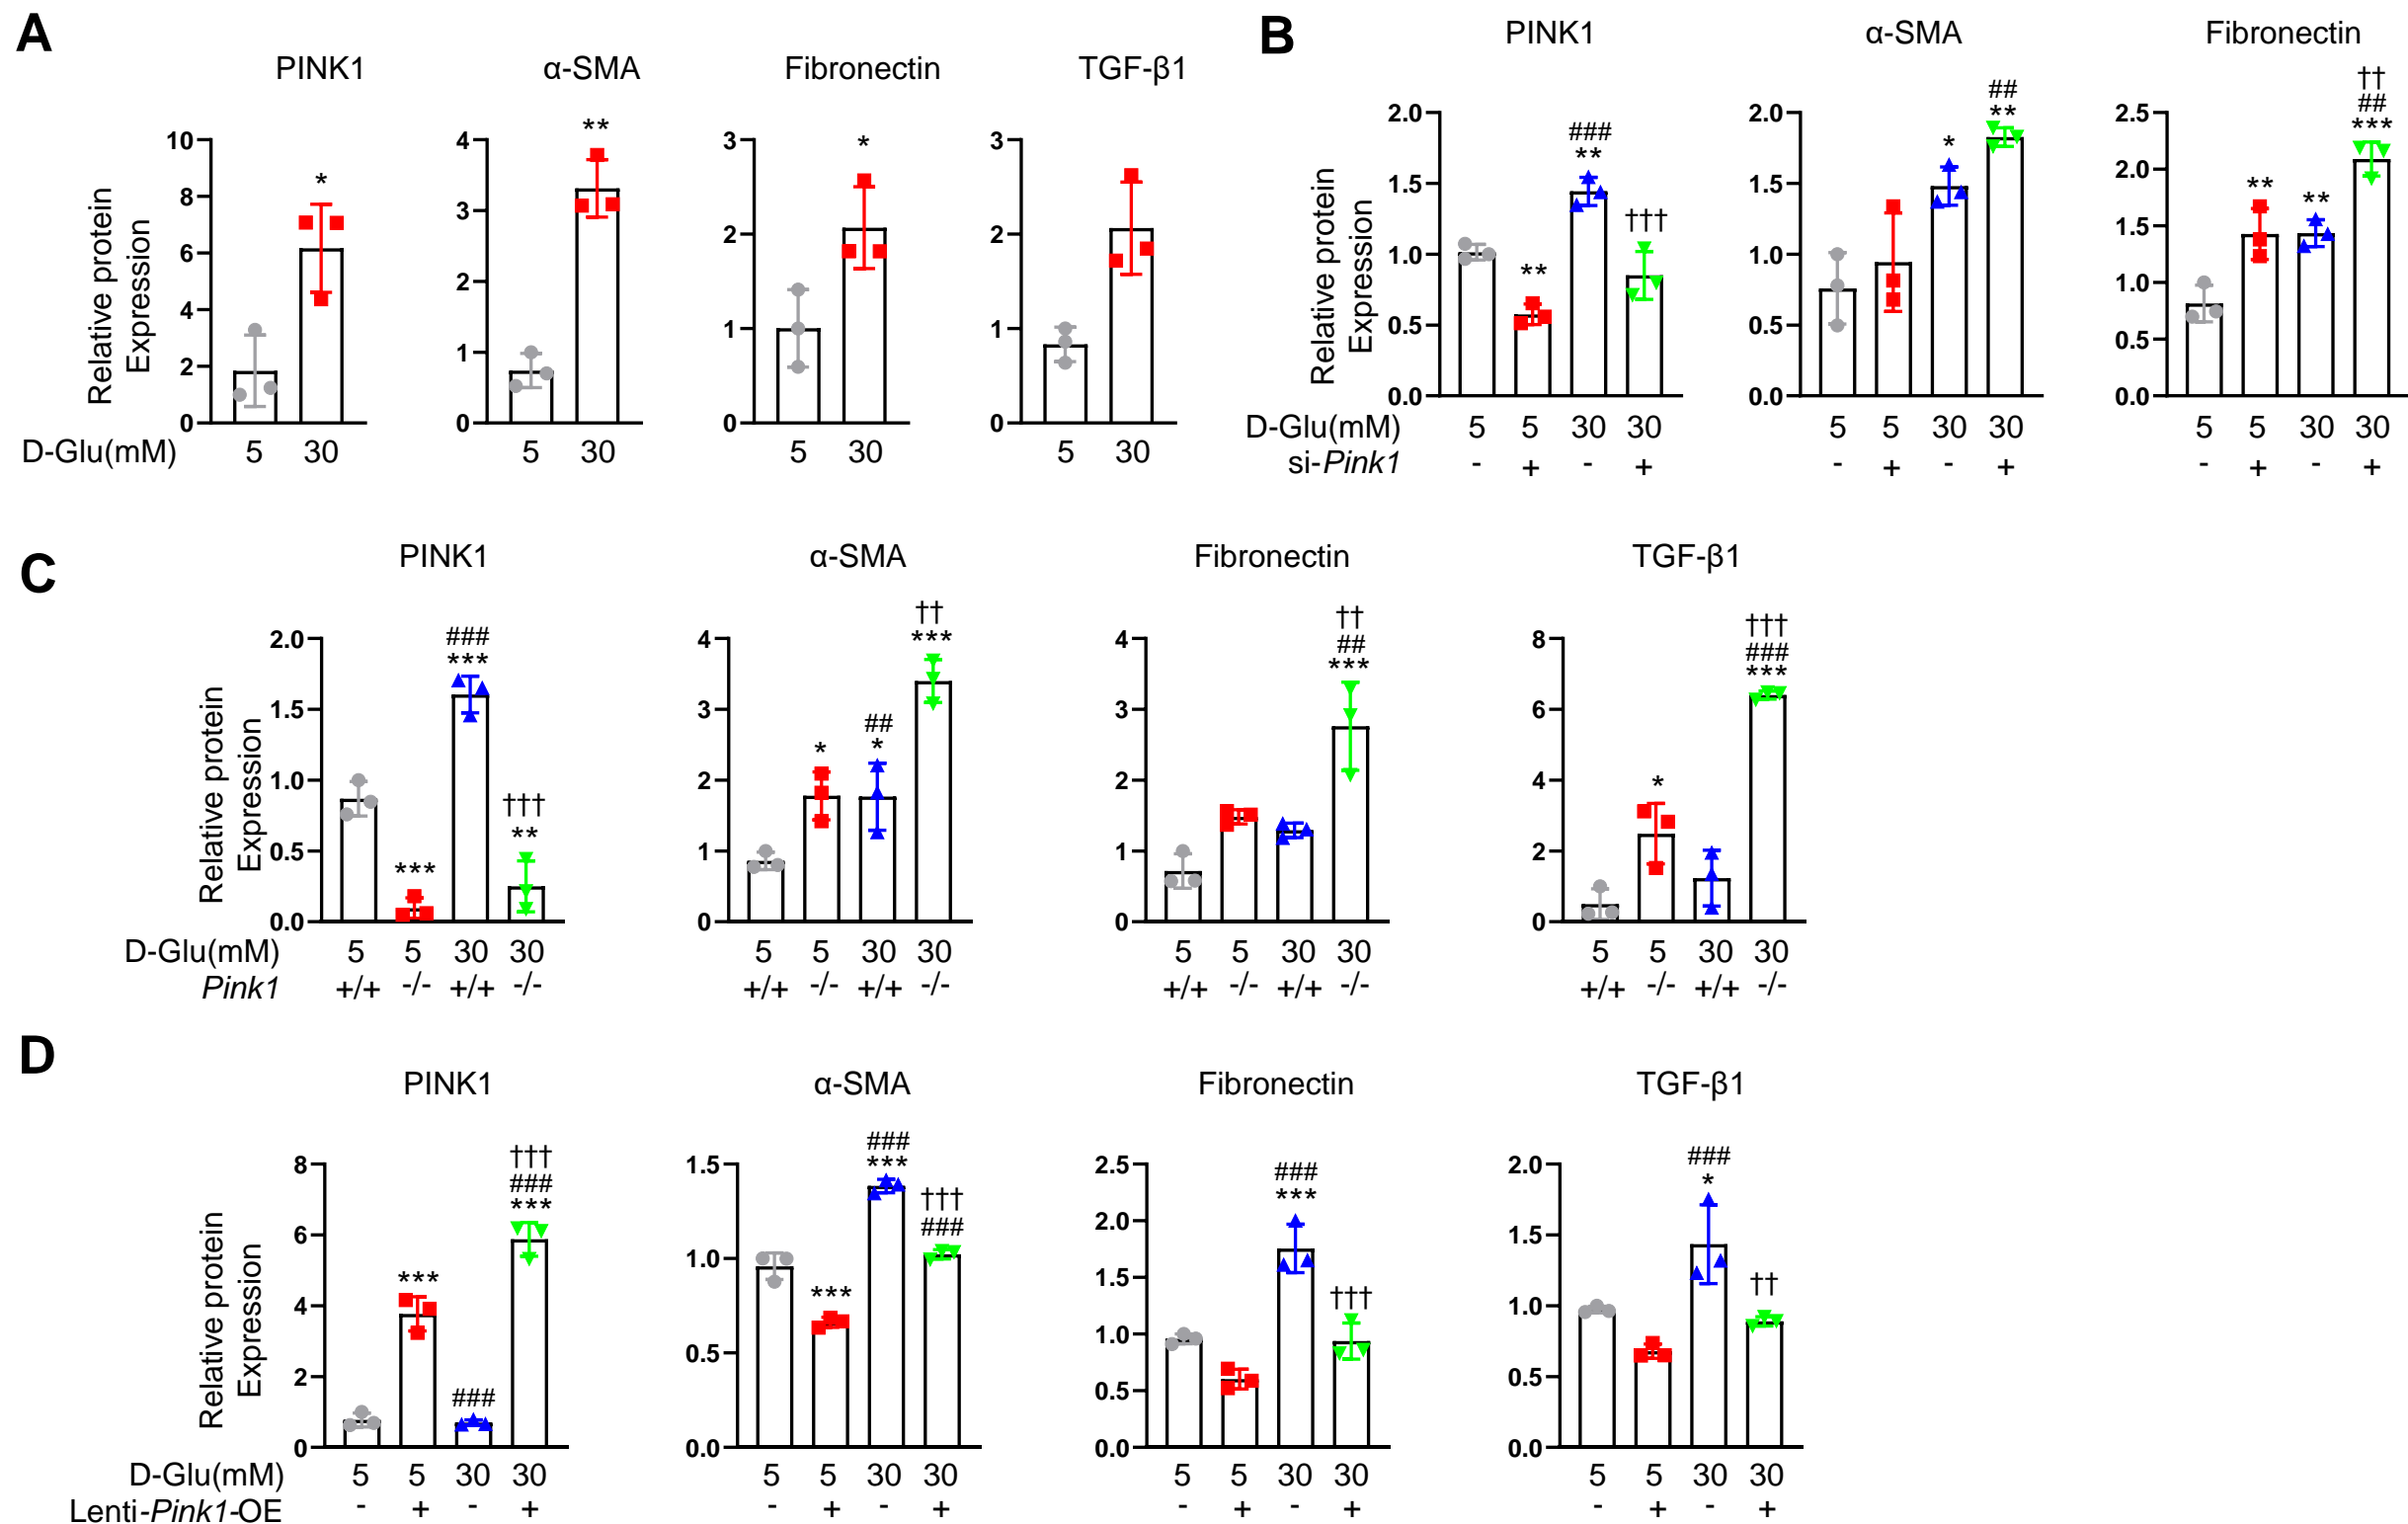 A
PINK1 α-SMA Fibronectin TGF-β1
Relative protein
Expression
10 8 6 4 2 0
*
4 3 2 1 0
**
3 2 1 0
*
3 2 1 0
D-Glu(mM) 5 30 5 30 5 30 5 30
B
PINK1 α-SMA Fibronectin
Relative protein
Expression
2.0 1.5 1.0 0.5 0.0
**
###
**
†††
2.0 1.5 1.0 0.5 0.0
*
##
**
2.5 2.0 1.5 1.0 0.5 0.0
**
**
††
##
***
D-Glu(mM) 5 5 30 30 5 5 30 30 5 5 30 30
si-Pink1 - + - + - + - + - + - +
C
PINK1 α-SMA Fibronectin TGF-β1
Relative protein
Expression
2.0 1.5 1.0 0.5 0.0
***
###
***
†††
**
4 3 2 1 0
*
##
*
††
***
4 3 2 1 0
††
##
***
8 6 4 2 0
*
†††
###
***
D-Glu(mM) 5 5 30 30 5 5 30 30 5 5 30 30 5 5 30 30
Pink1 +/+ -/- +/+ -/- +/+ -/- +/+ -/- +/+ -/- +/+ -/- +/+ -/- +/+ -/-
D
PINK1 α-SMA Fibronectin TGF-β1
Relative protein
Expression
8 6 4 2 0
***
###
†††
###
***
1.5 1.0 0.5 0.0
***
###
***
†††
###
2.5 2.0 1.5 1.0 0.5 0.0
###
***
†††
2.0 1.5 1.0 0.5 0.0
###
*
††
D-Glu(mM) 5 5 30 30 5 5 30 30 5 5 30 30 5 5 30 30
Lenti-Pink1-OE - + - + - + - + - + - + - + - +